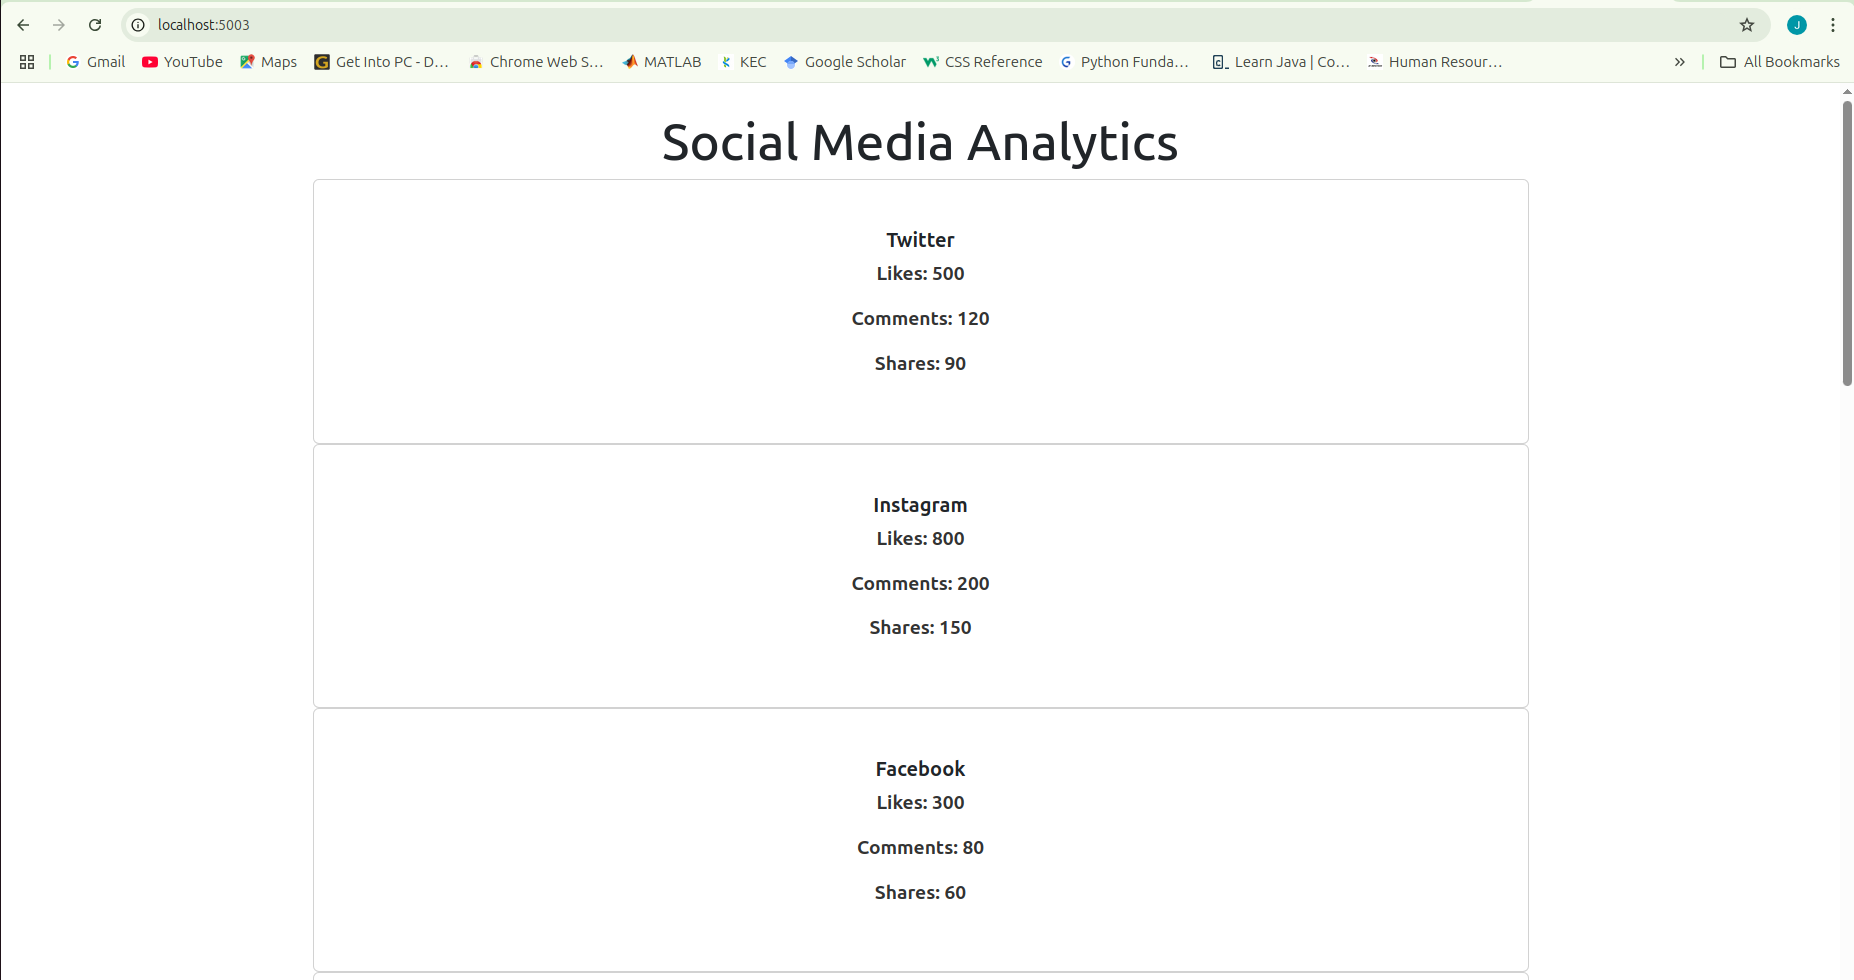 localhost:5003
Gmail YouTube Maps Get Into PC - D... Chrome Web S... MATLAB KEC Google Scholar CSS Reference Python Funda... Learn Java | Co... Human Resour... » All Bookmarks
Social Media Analytics
Twitter
Likes: 500
Comments: 120
Shares: 90
Instagram
Likes: 800
Comments: 200
Shares: 150
Facebook
Likes: 300
Comments: 80
Shares: 60